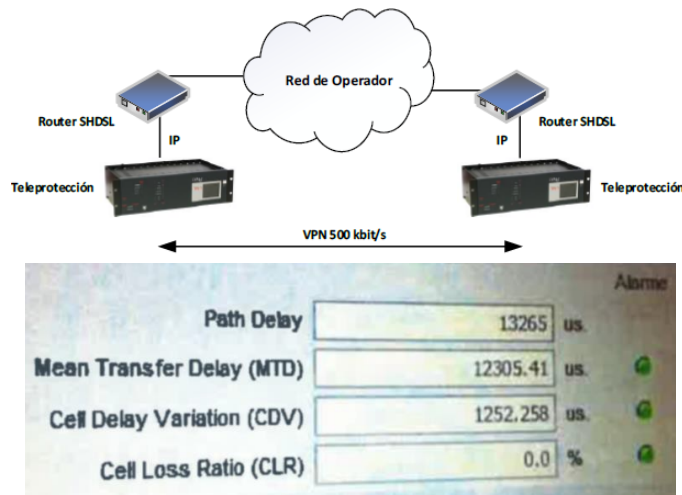 Red de Operador
Router SHDSL
Router SHDSL
IP
IP
Teleprotección
Teleprotección
VPN 500 kbit/s
Alarme
Path Delay 13265 us.
Mean Transfer Delay (MTD) 12305.41 us.
Cell Delay Variation (CDV) 1252.258 us.
Cell Loss Ratio (CLR) 0.0 %